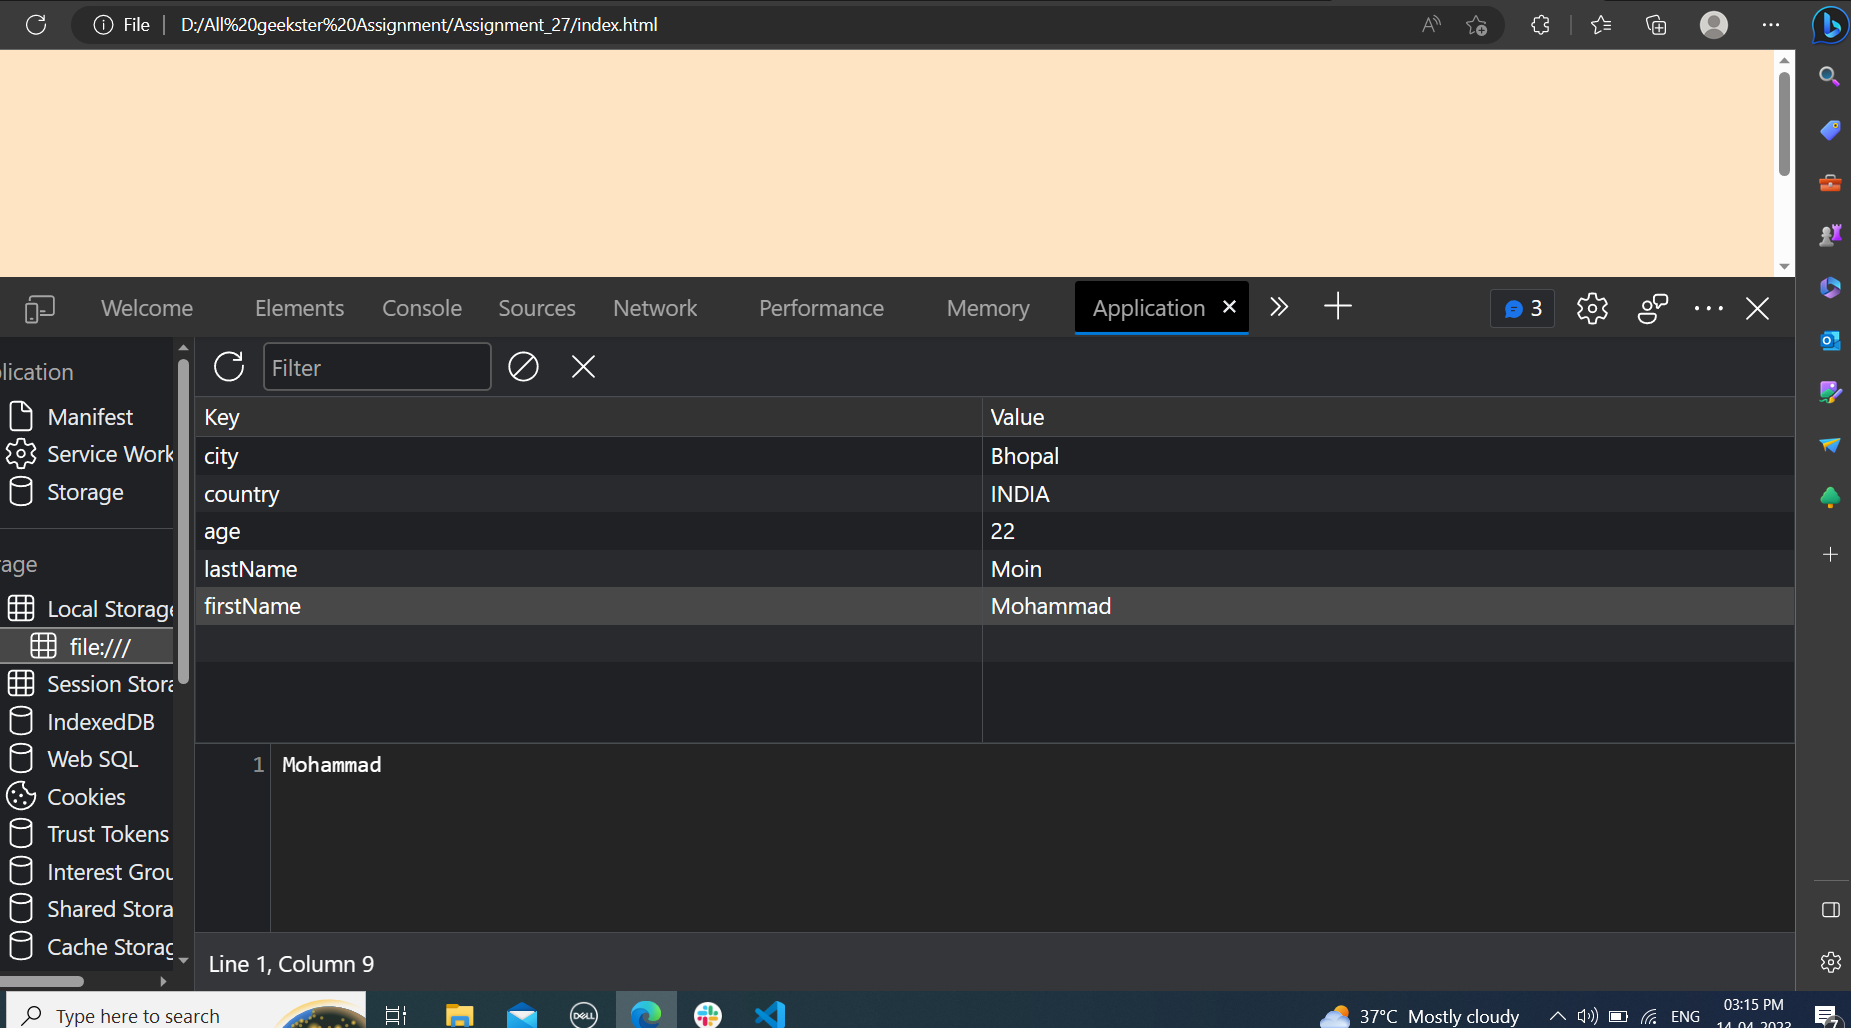 File D:/All%20geekster%20Assignment/Assignment_27/index.html
Welcome Elements Console Sources Network Performance Memory Application 3
lication
Manifest
Service Work
Storage
rage
Local Storage
file:///
Session Stora
IndexedDB
Web SQL
Cookies
Trust Tokens
Interest Grou
Shared Stora
Cache Storag
Filter
Key Value
city Bhopal
country INDIA
age 22
lastName Moin
firstName Mohammad
1 Mohammad
Line 1, Column 9
Type here to search
DELL
37°C Mostly cloudy
ENG
03:15 PM
14-04-2023
7